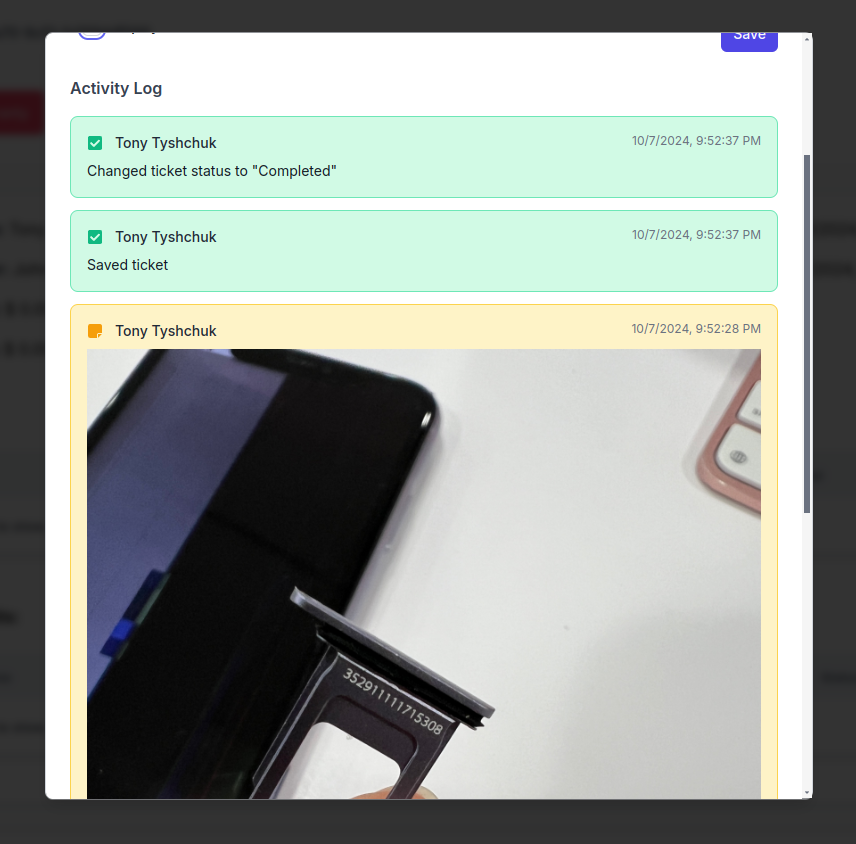 Save
Activity Log
Tony Tyshchuk
10/7/2024, 9:52:37 PM
Changed ticket status to "Completed"
Tony Tyshchuk
10/7/2024, 9:52:37 PM
Saved ticket
Tony Tyshchuk
10/7/2024, 9:52:28 PM
352911111715308